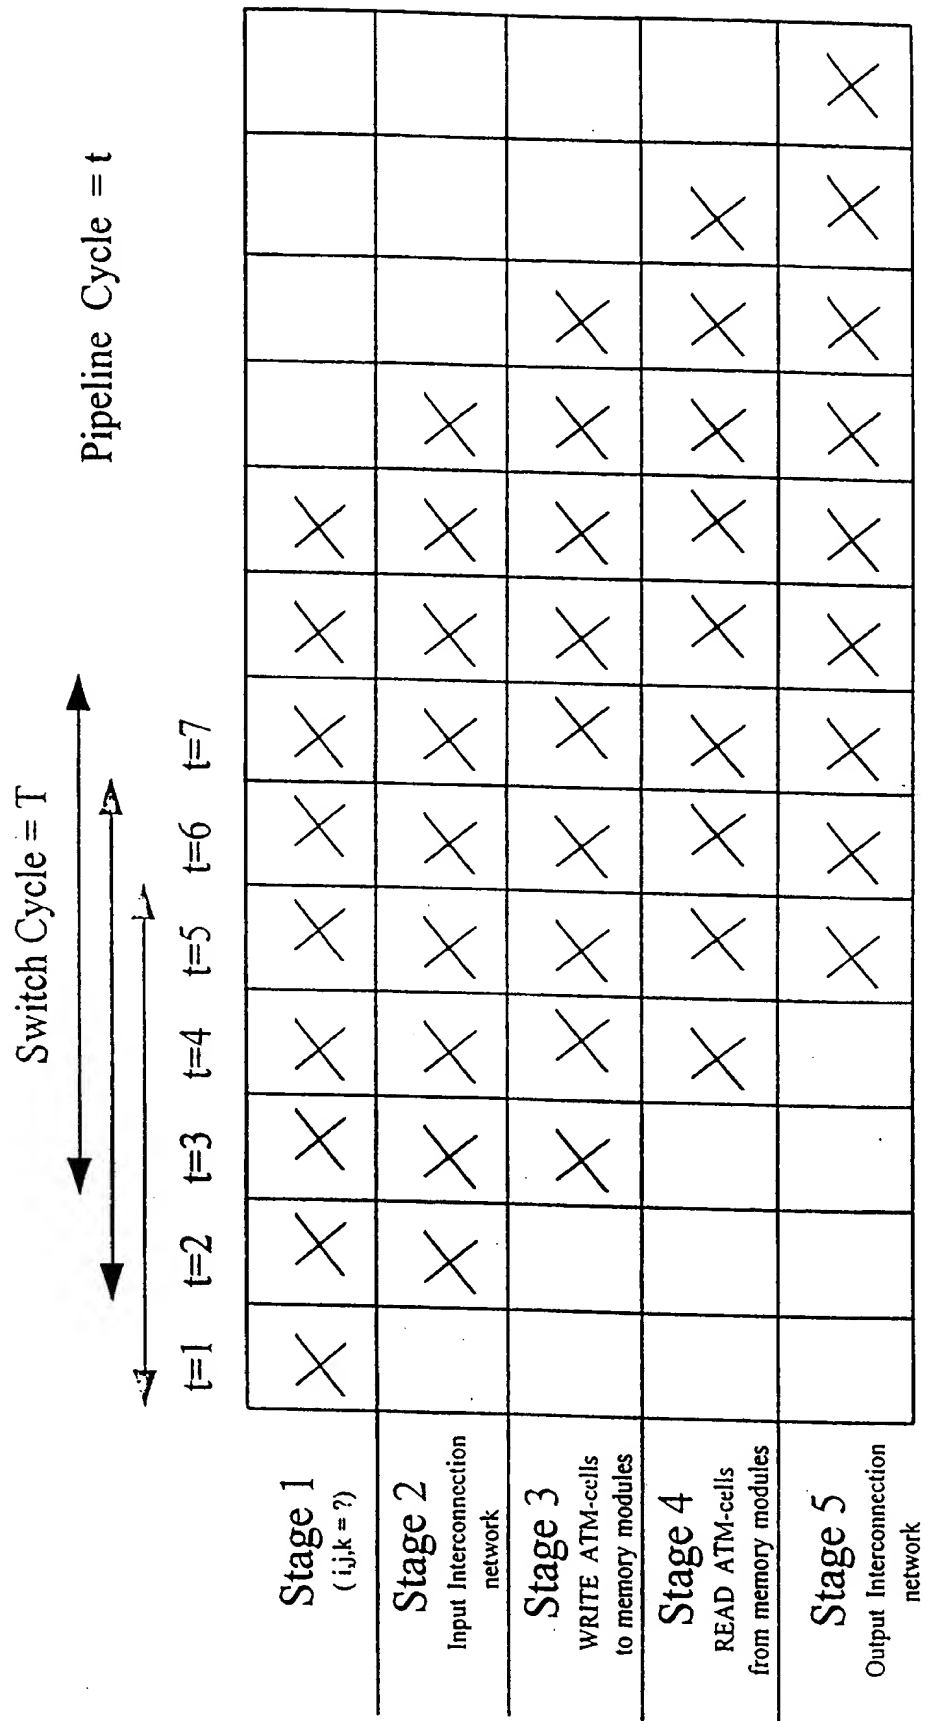 Switch Cycle = T
Pipeline Cycle = t
t=1 t=2 t=3 t=4 t=5 t=6 t=7
Stage 1
( i,j,k = ?)
Stage 2
Input Interconnection
network
Stage 3
WRITE ATM-cells
to memory modules
Stage 4
READ ATM-cells
from memory modules
Stage 5
Output Interconnection
network